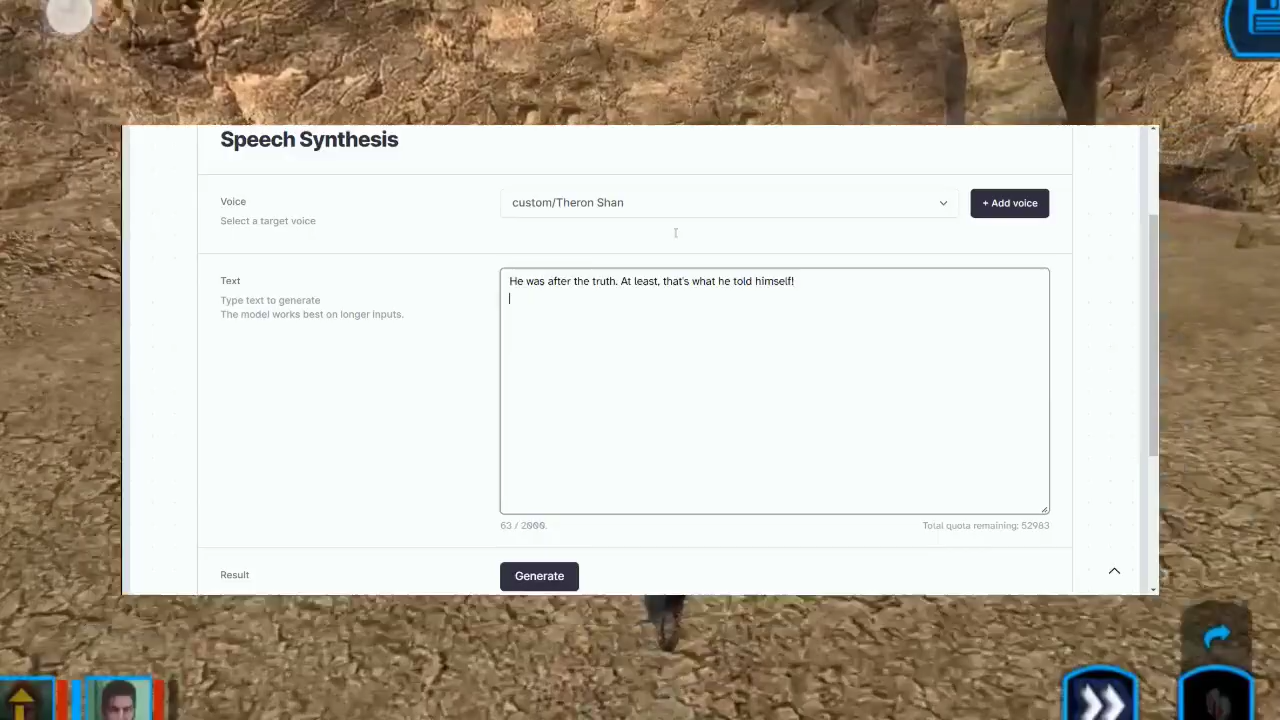 Speech Synthesis
Voice
Select a target voice
custom/Theron Shan
+ Add voice
Text
Type text to generate
The model works best on longer inputs.
He was after the truth. At least, that's what he told himself!
63 / 2000.
Total quota remaining: 52983
Result
Generate